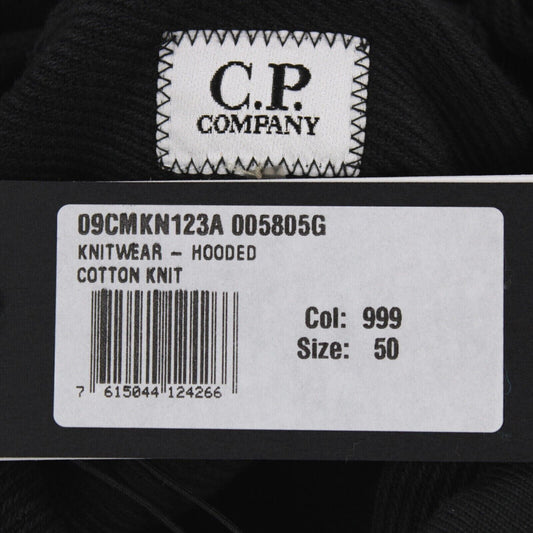 C.P.
COMPANY
09CMKN123A 005805G
KNITWEAR - HOODED
COTTON KNIT
Col: 999
Size: 50
7 615044 124266